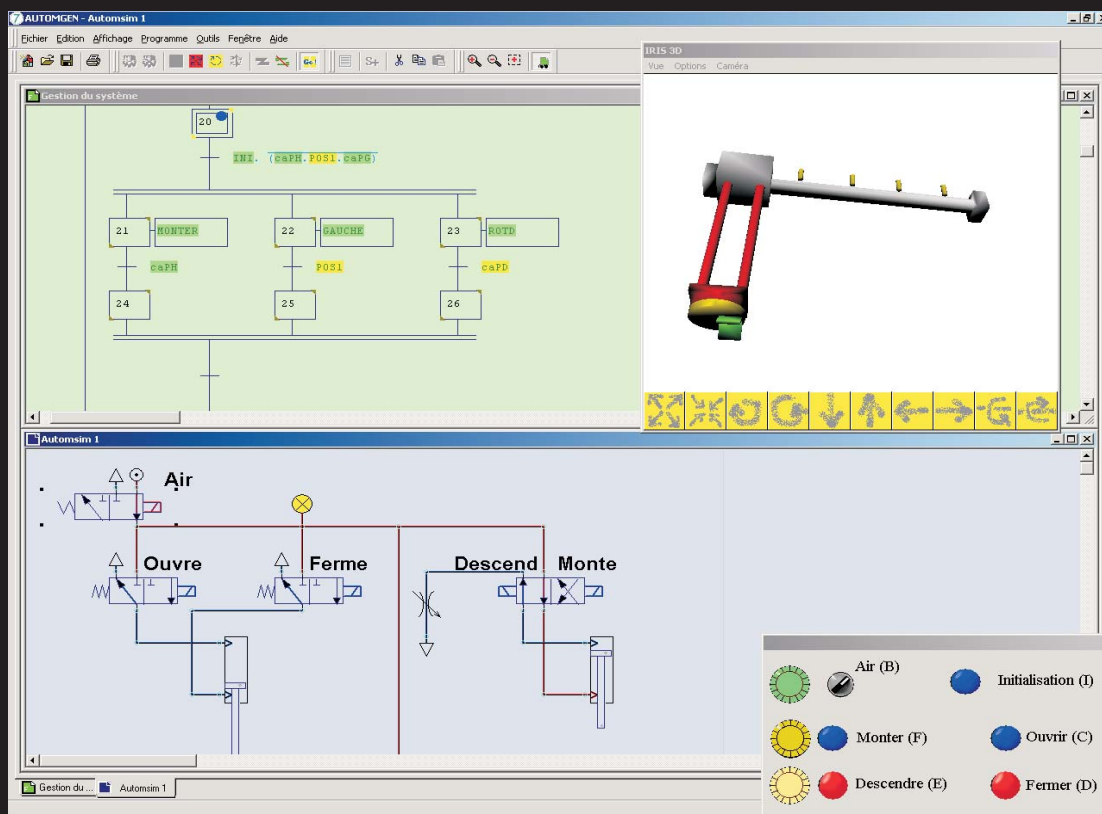 AUTOMGEN - Automsim 1
Fichier Edition Affichage Programme Outils Fenêtre Aide
S+ Go!
IRIS 3D
Vue Options Caméra
Gestion du système
20
INI. (caPH.POS1.caPG)
21 MONTER 22 GAUCHE 23 ROTD
caPH POS1 caPD
24 25 26
Automsim 1
Air
Ouvre Ferme Descend Monte
Air (B) Initialisation (I)
Monter (F) Ouvrir (C)
Descendre (E) Fermer (D)
Gestion du ... Automsim 1